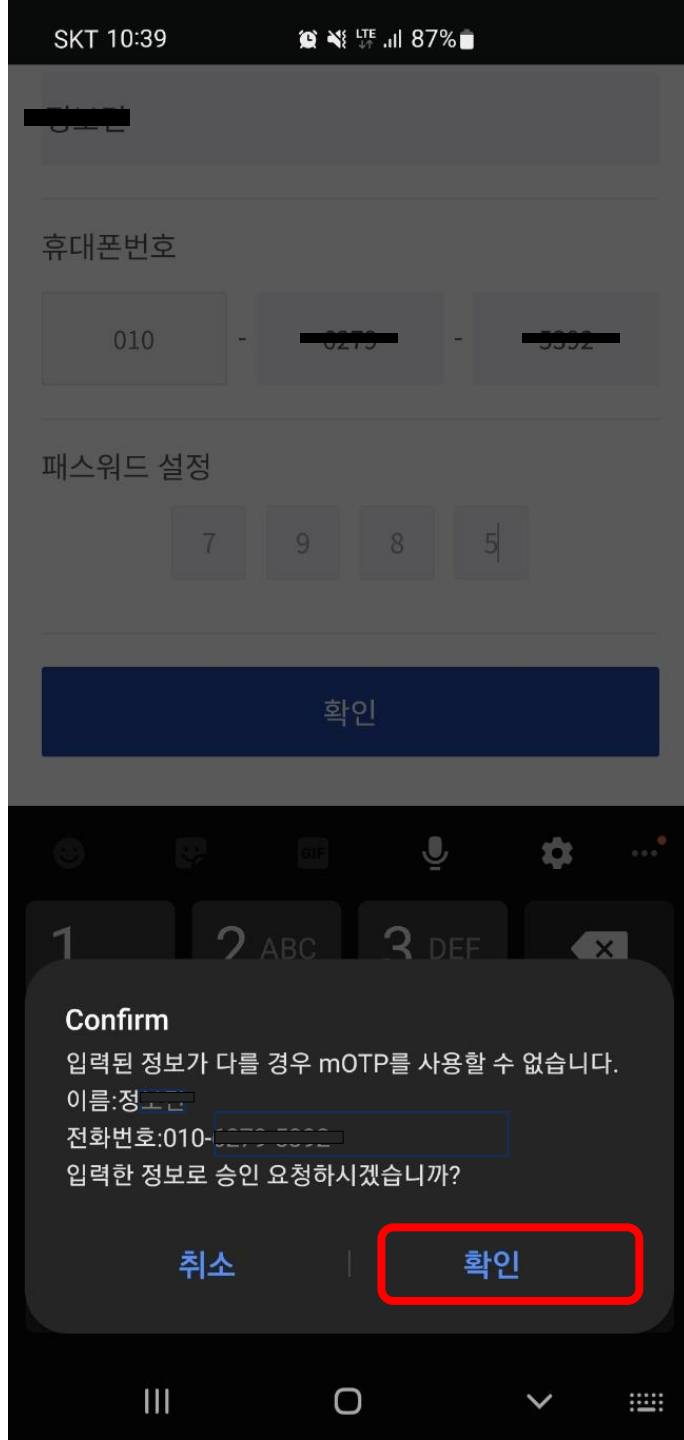 SKT 10:39 LTE 87%
휴대폰번호
010 - -
패스워드 설정
7 9 8 5
확인
GIF
1 2 ABC 3 DEF
Confirm
입력된 정보가 다를 경우 mOTP를 사용할 수 없습니다.
이름:정
전화번호:010-
입력한 정보로 승인 요청하시겠습니까?
취소 | 확인